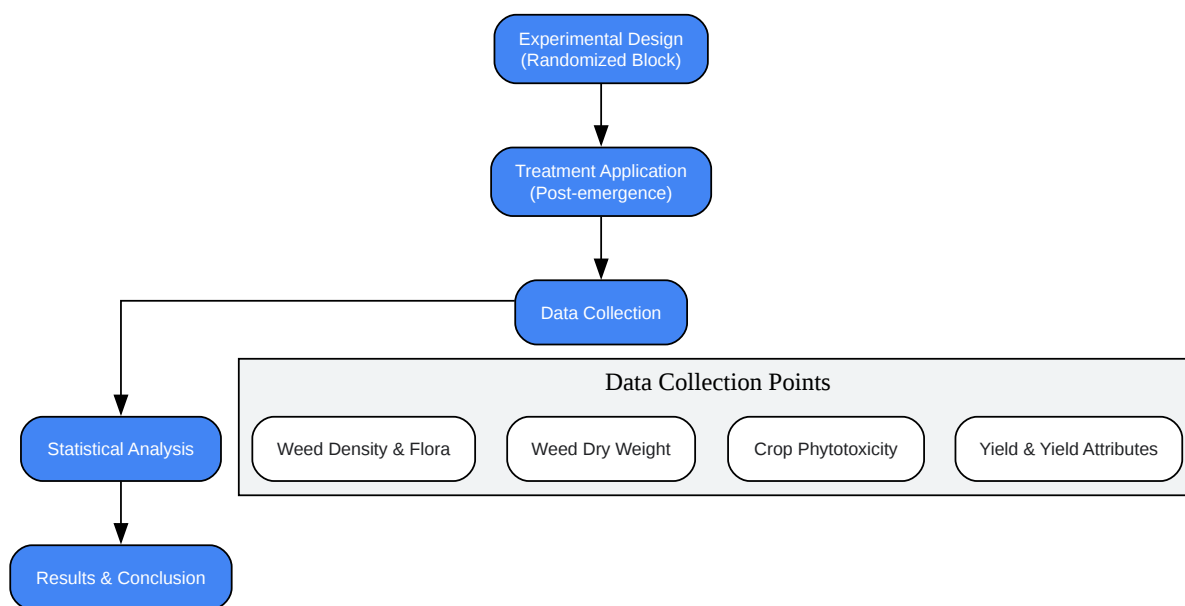 Experimental Design
(Randomized Block)
Treatment Application
(Post-emergence)
Data Collection
Data Collection Points
Statistical Analysis
Weed Density & Flora
Weed Dry Weight
Crop Phytotoxicity
Yield & Yield Attributes
Results & Conclusion